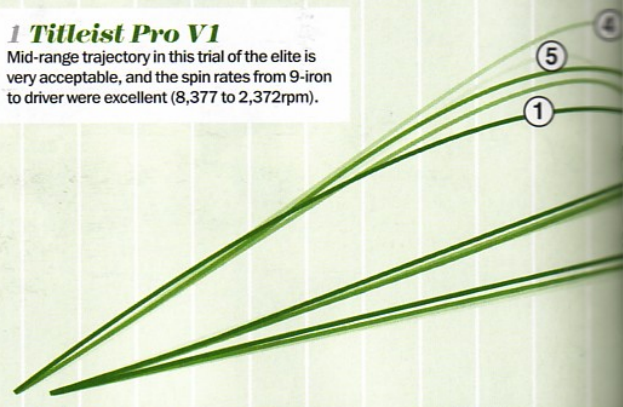 1 Titleist Pro V1
Mid-range trajectory in this trial of the elite is
very acceptable, and the spin rates from 9-iron
to driver were excellent (8,377 to 2,372rpm).
4
5
1